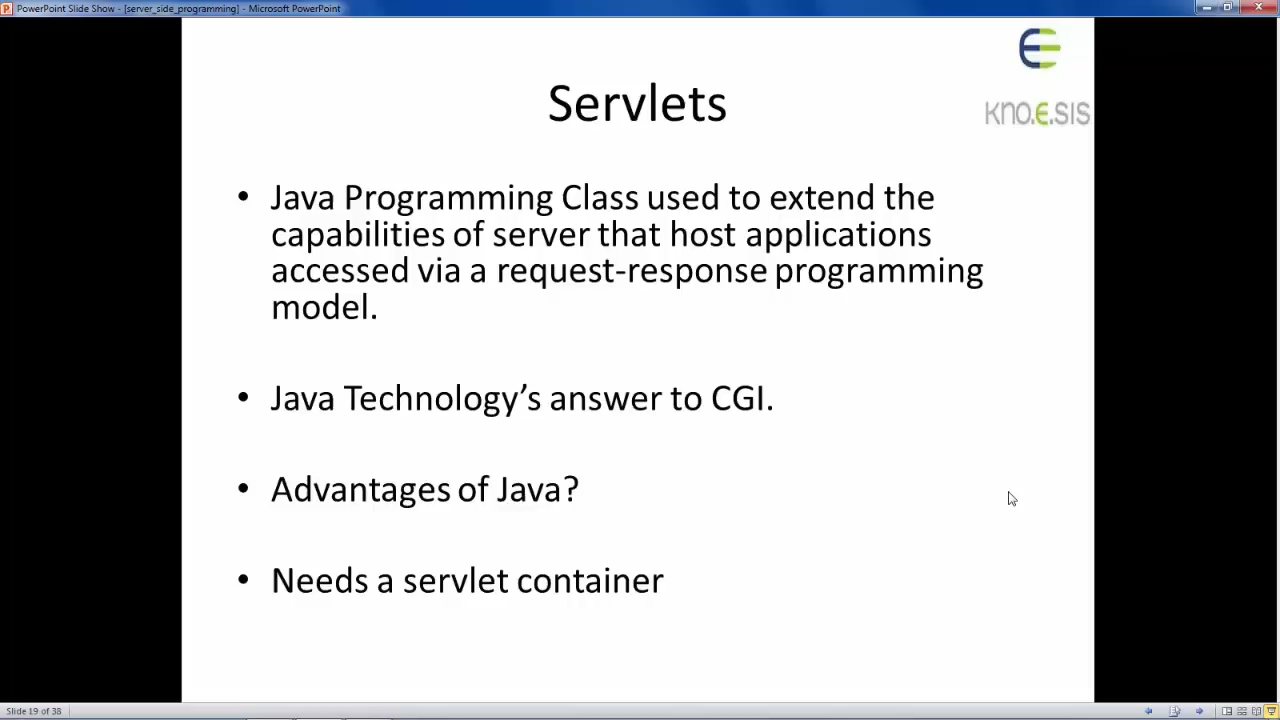 PowerPoint Slide Show - [server_side_programming] - Microsoft PowerPoint
KNO.E.SIS
Servlets
• Java Programming Class used to extend the
capabilities of server that host applications
accessed via a request-response programming
model.
• Java Technology’s answer to CGI.
• Advantages of Java?
• Needs a servlet container
Slide 19 of 38